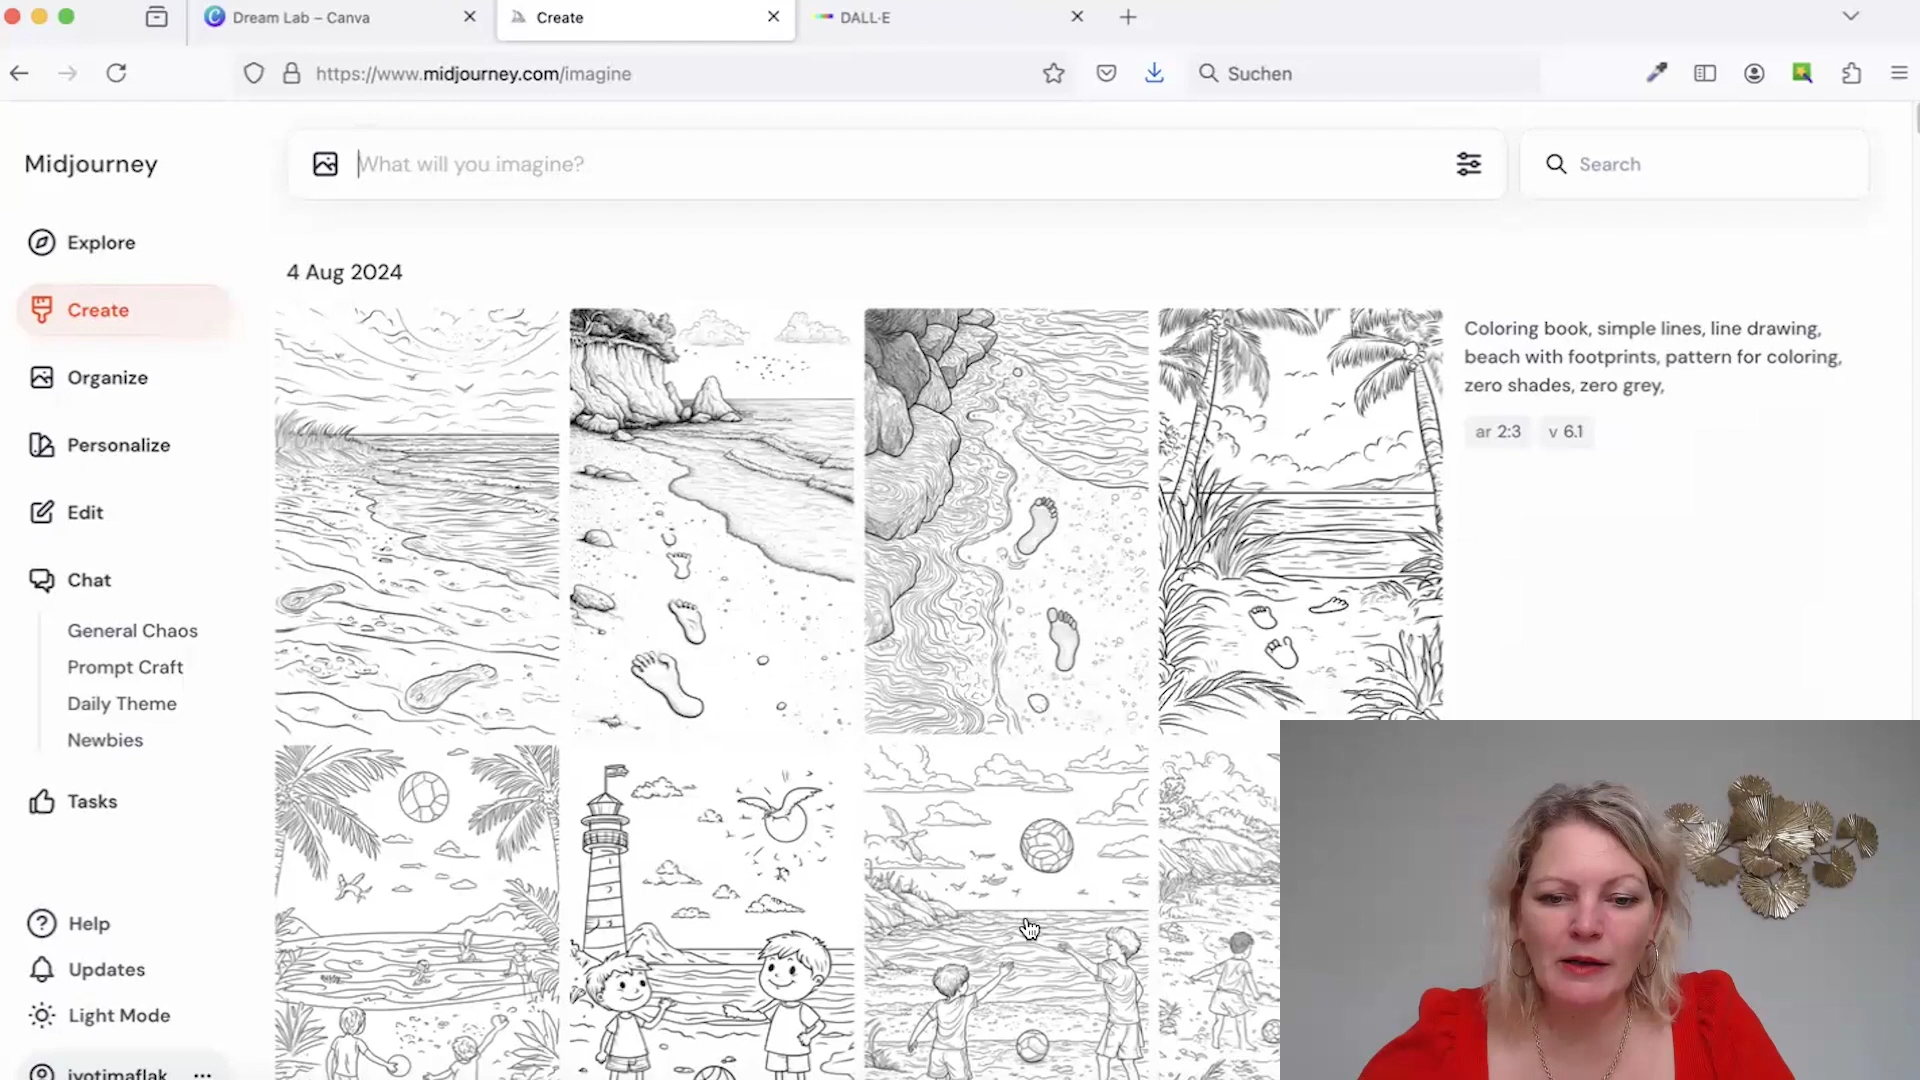 Dream Lab – Canva
Create
DALL·E
https://www.midjourney.com/imagine
Suchen
Midjourney
What will you imagine?
Search
Explore
4 Aug 2024
Create
Coloring book, simple lines, line drawing,
beach with footprints, pattern for coloring,
zero shades, zero grey,
ar 2:3 v 6.1
Organize
Personalize
Edit
Chat
General Chaos
Prompt Craft
Daily Theme
Newbies
Tasks
Help
Updates
Light Mode
jyotimaflak